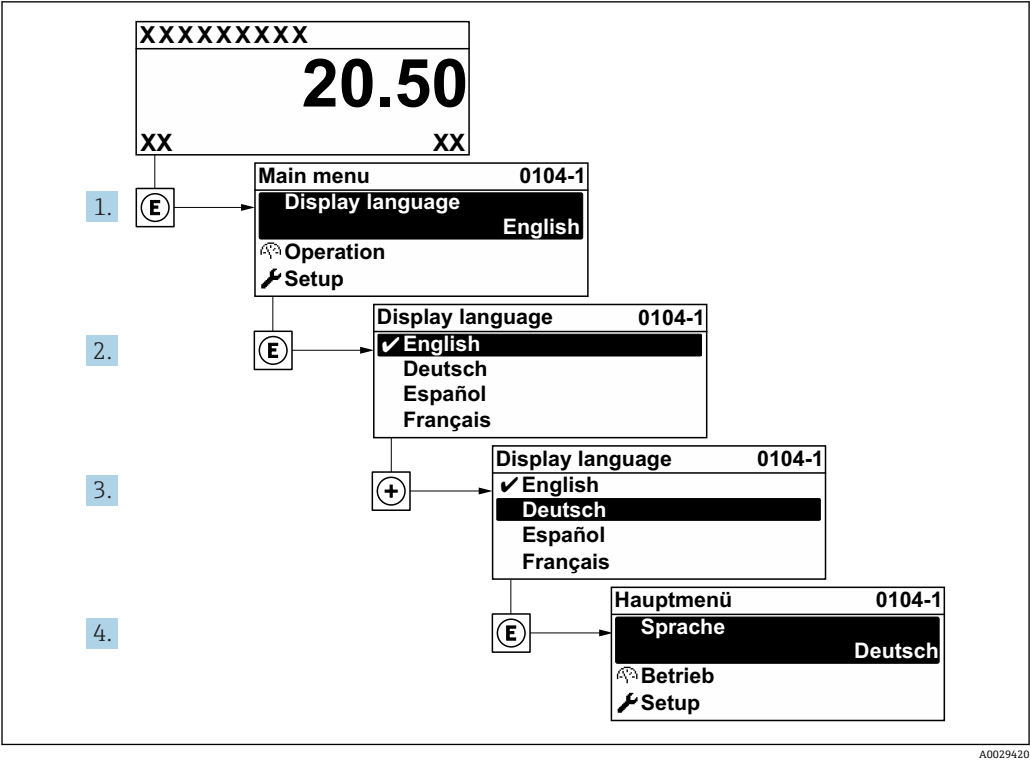 XXXXXXXXX
20.50
XX XX
Main menu 0104-1
1. E Display language
English
Operation
Setup
Display language 0104-1
2. E ✔ English
Deutsch
Español
Français
Display language 0104-1
3. + ✔ English
Deutsch
Español
Français
Hauptmenü 0104-1
4. E Sprache
Deutsch
Betrieb
Setup
A0029420